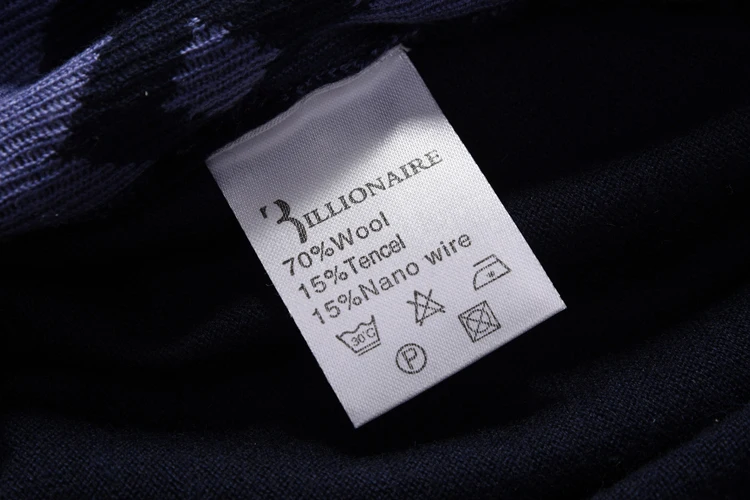 BILLIONAIRE
70%Wool
15%Tencel
15%Nano wire
30°C
P